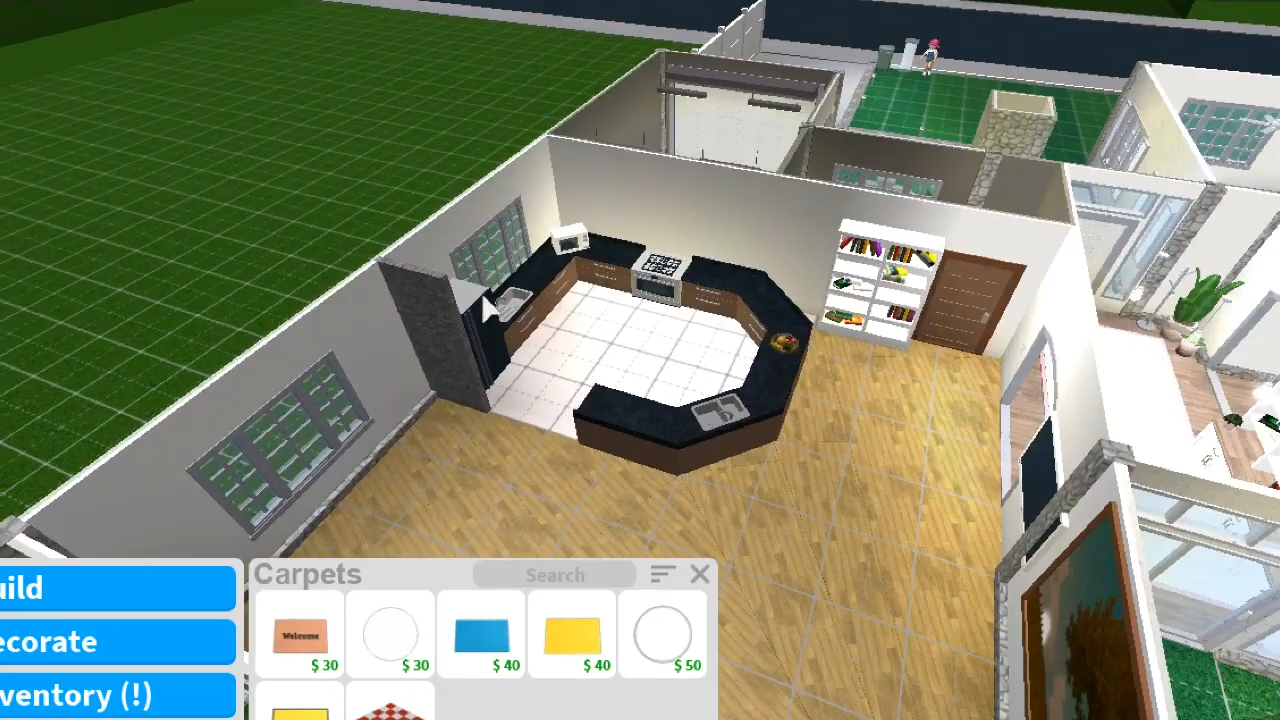 Carpets
Search
uild
ecorate
ventory (!)
Welcome
$ 30
$ 30
$ 40
$ 40
$ 50